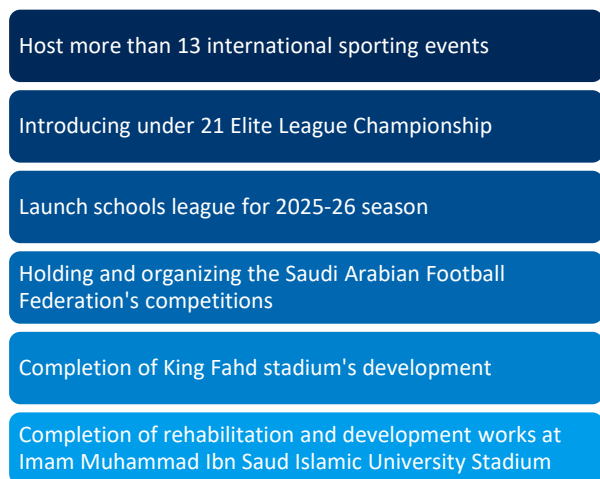 Host more than 13 international sporting events
Introducing under 21 Elite League Championship
Launch schools league for 2025-26 season
Holding and organizing the Saudi Arabian Football
Federation's competitions
Completion of King Fahd stadium's development
Completion of rehabilitation and development works at
Imam Muhammad Ibn Saud Islamic University Stadium